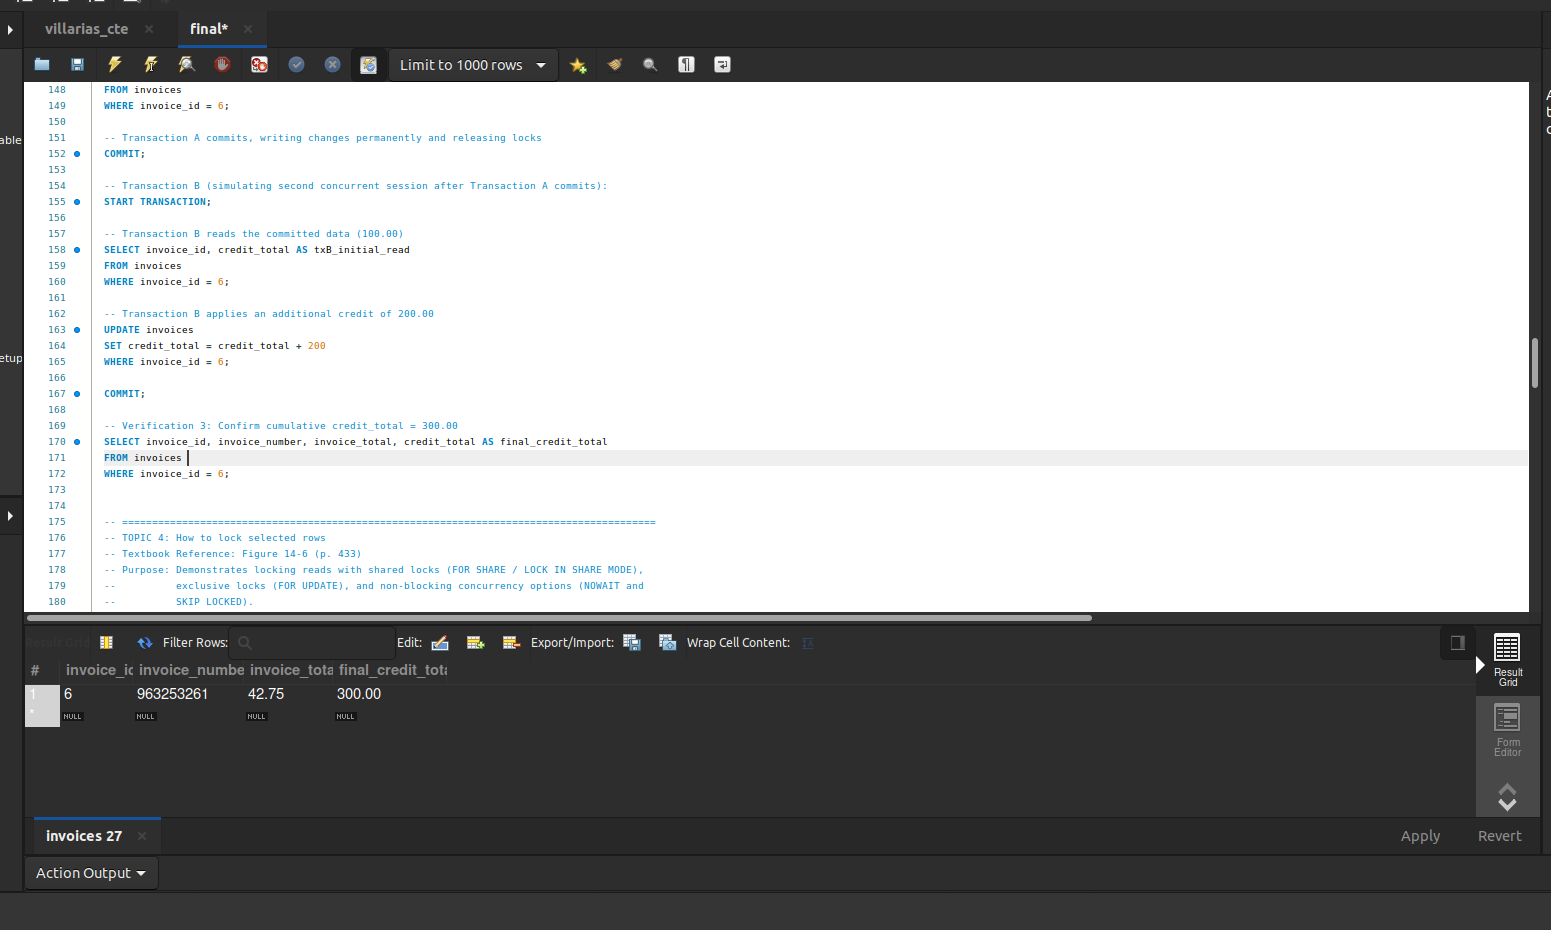 villarias_cte ×
final* ×
Limit to 1000 rows
able
etup
148 FROM invoices
149 WHERE invoice_id = 6;
150
151 -- Transaction A commits, writing changes permanently and releasing locks
152 COMMIT;
153
154 -- Transaction B (simulating second concurrent session after Transaction A commits):
155 START TRANSACTION;
156
157 -- Transaction B reads the committed data (100.00)
158 SELECT invoice_id, credit_total AS txB_initial_read
159 FROM invoices
160 WHERE invoice_id = 6;
161
162 -- Transaction B applies an additional credit of 200.00
163 UPDATE invoices
164 SET credit_total = credit_total + 200
165 WHERE invoice_id = 6;
166
167 COMMIT;
168
169 -- Verification 3: Confirm cumulative credit_total = 300.00
170 SELECT invoice_id, invoice_number, invoice_total, credit_total AS final_credit_total
171 FROM invoices
172 WHERE invoice_id = 6;
173
174
175 -- =========================================================================================
176 -- TOPIC 4: How to lock selected rows
177 -- Textbook Reference: Figure 14-6 (p. 433)
178 -- Purpose: Demonstrates locking reads with shared locks (FOR SHARE / LOCK IN SHARE MODE),
179 -- exclusive locks (FOR UPDATE), and non-blocking concurrency options (NOWAIT and
180 -- SKIP LOCKED).
Result Grid Filter Rows: Edit: Export/Import: Wrap Cell Content:
# invoice_ic invoice_numbe invoice_tota final_credit_tota
1 6 963253261 42.75 300.00
* NULL NULL NULL NULL
Result Grid
Form Editor
invoices 27 ×
Apply Revert
Action Output